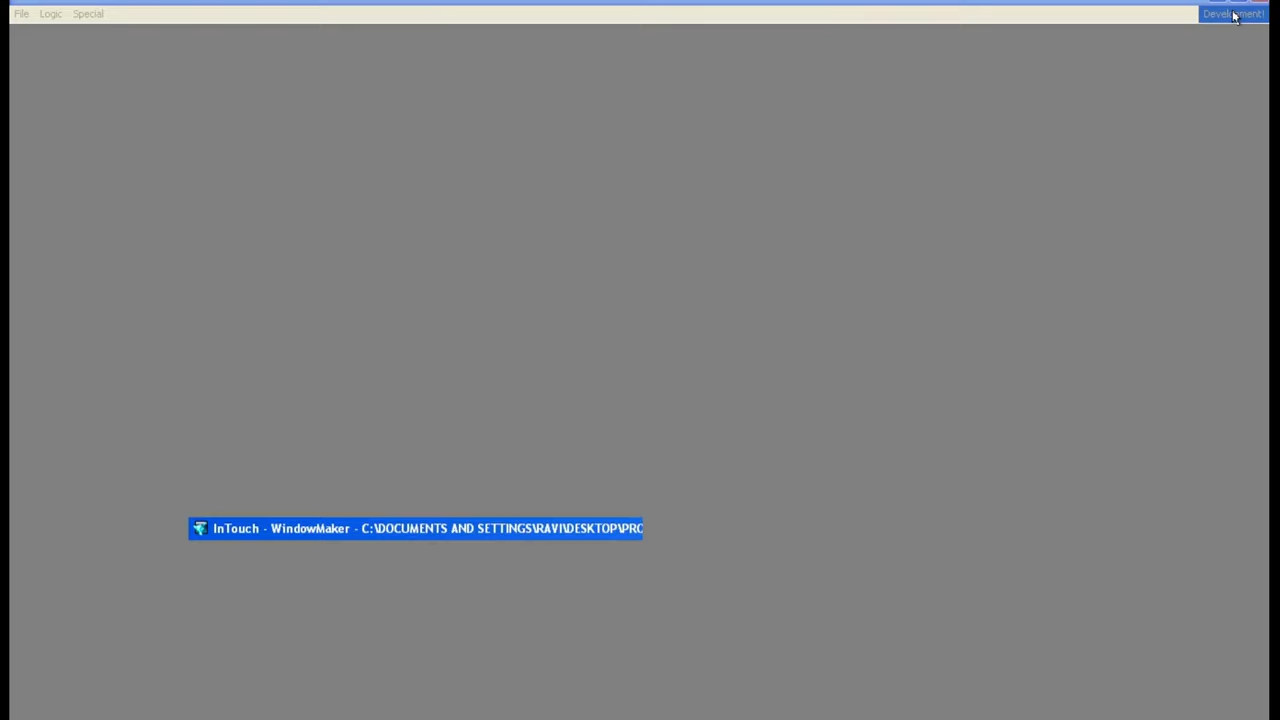 File Logic Special Development!
InTouch - WindowMaker - C:\DOCUMENTS AND SETTINGS\RAVI\DESKTOP\PRO